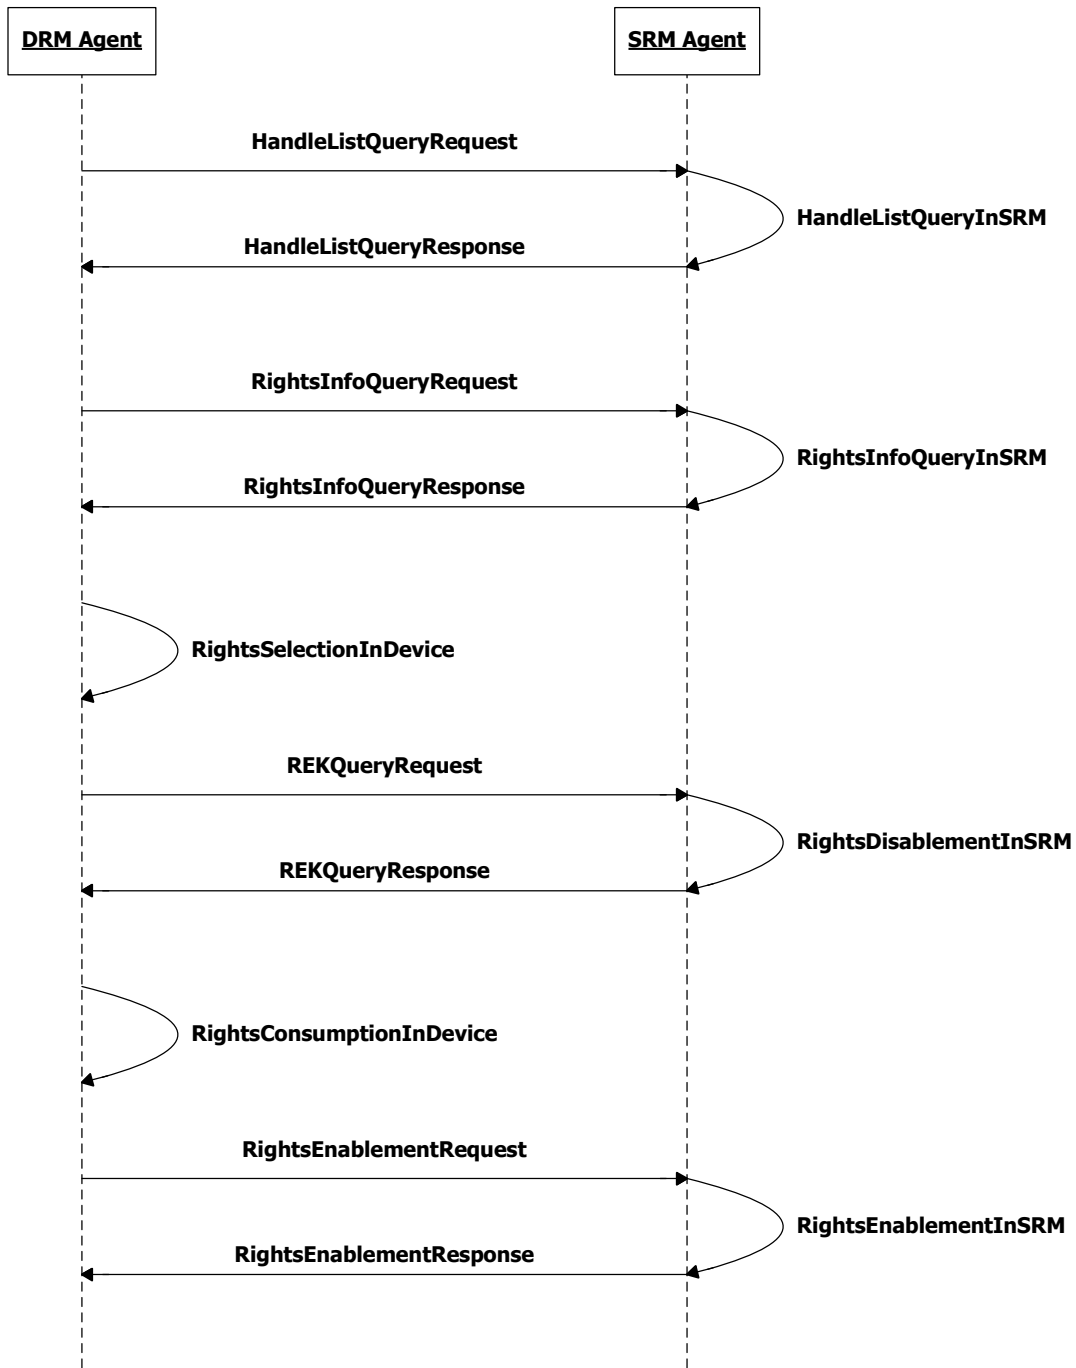 DRM Agent
SRM Agent
HandleListQueryRequest
HandleListQueryInSRM
HandleListQueryResponse
RightsInfoQueryRequest
RightsInfoQueryInSRM
RightsInfoQueryResponse
RightsSelectionInDevice
REKQueryRequest
RightsDisablementInSRM
REKQueryResponse
RightsConsumptionInDevice
RightsEnablementRequest
RightsEnablementInSRM
RightsEnablementResponse